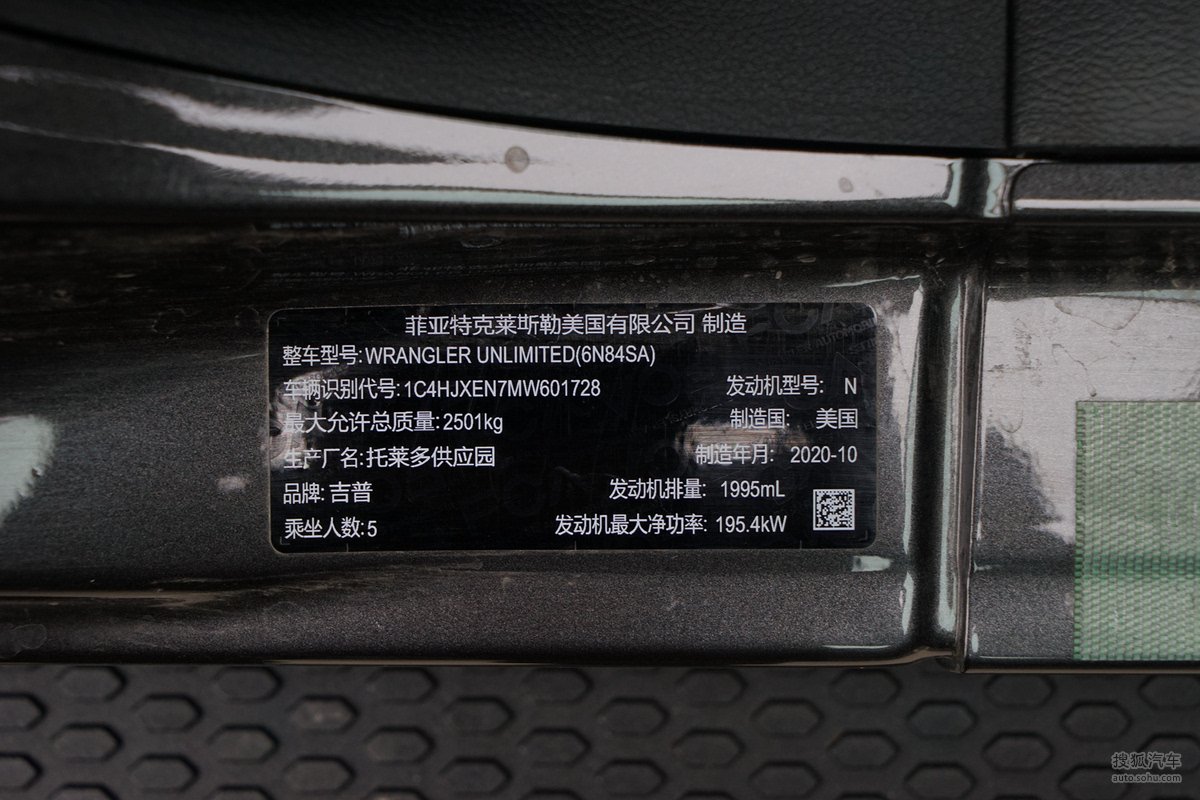 菲亚特克莱斯勒美国有限公司 制造
整车型号:WRANGLER UNLIMITED(6N84SA)
车辆识别代号:1C4HJXEN7MW601728 发动机型号: N
最大允许总质量:2501kg 制造国: 美国
生产厂名:托莱多供应园 制造年月: 2020-10
品牌:吉普 发动机排量: 1995mL
乘坐人数:5 发动机最大净功率: 195.4kW
搜狐汽车
auto.sohu.com